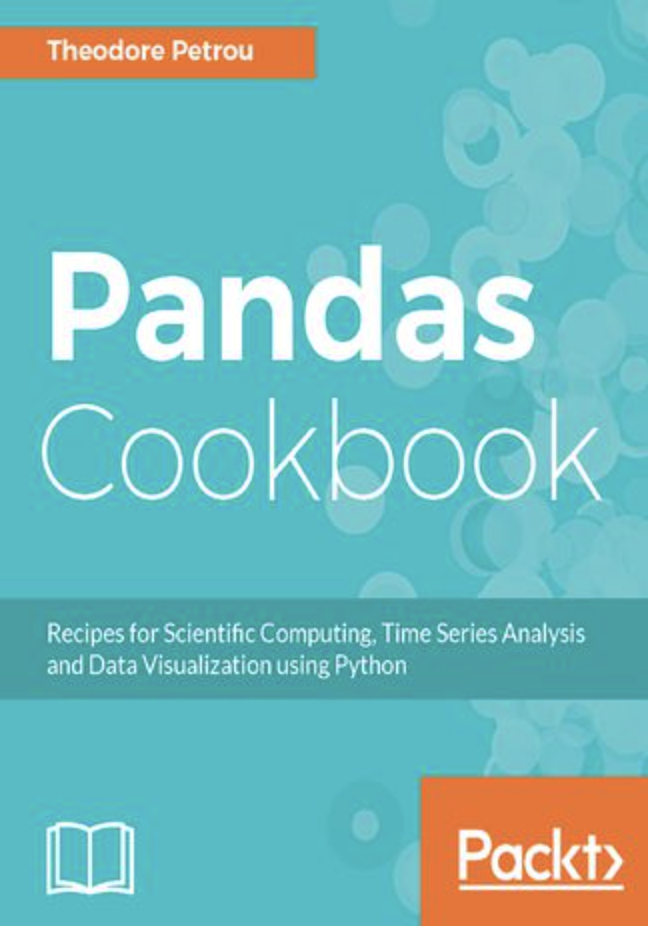 Theodore Petrou
Pandas
Cookbook
Recipes for Scientific Computing, Time Series Analysis
and Data Visualization using Python
Packt>